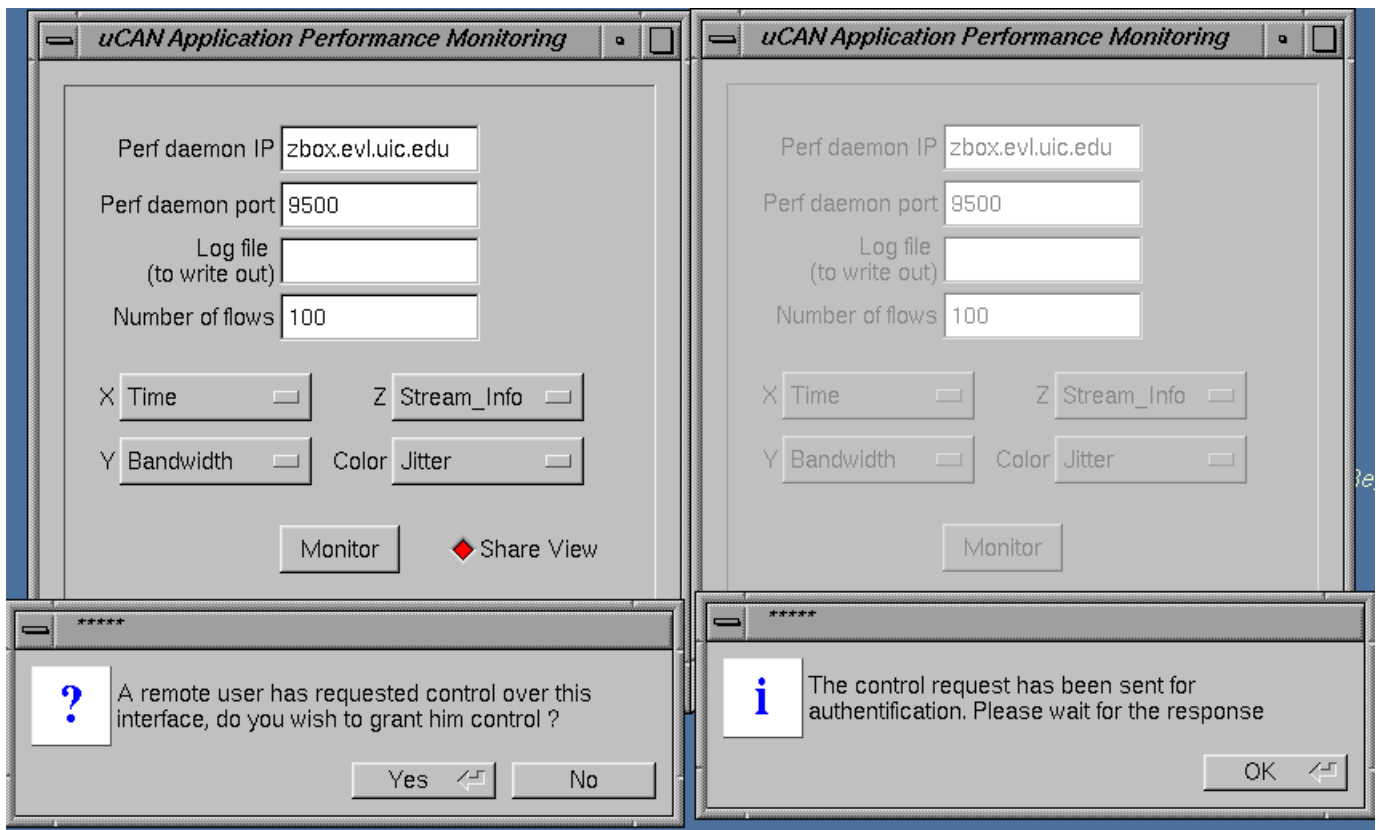 uCAN Application Performance Monitoring
Perf daemon IP zbox.evl.uic.edu
Perf daemon port 9500
Log file
(to write out)
Number of flows 100
X Time Z Stream_Info
Y Bandwidth Color Jitter
Monitor Share View
*****
? A remote user has requested control over this
interface, do you wish to grant him control ?
Yes No
uCAN Application Performance Monitoring
Perf daemon IP zbox.evl.uic.edu
Perf daemon port 9500
Log file
(to write out)
Number of flows 100
X Time Z Stream_Info
Y Bandwidth Color Jitter
Monitor
*****
i The control request has been sent for
authentification. Please wait for the response
OK